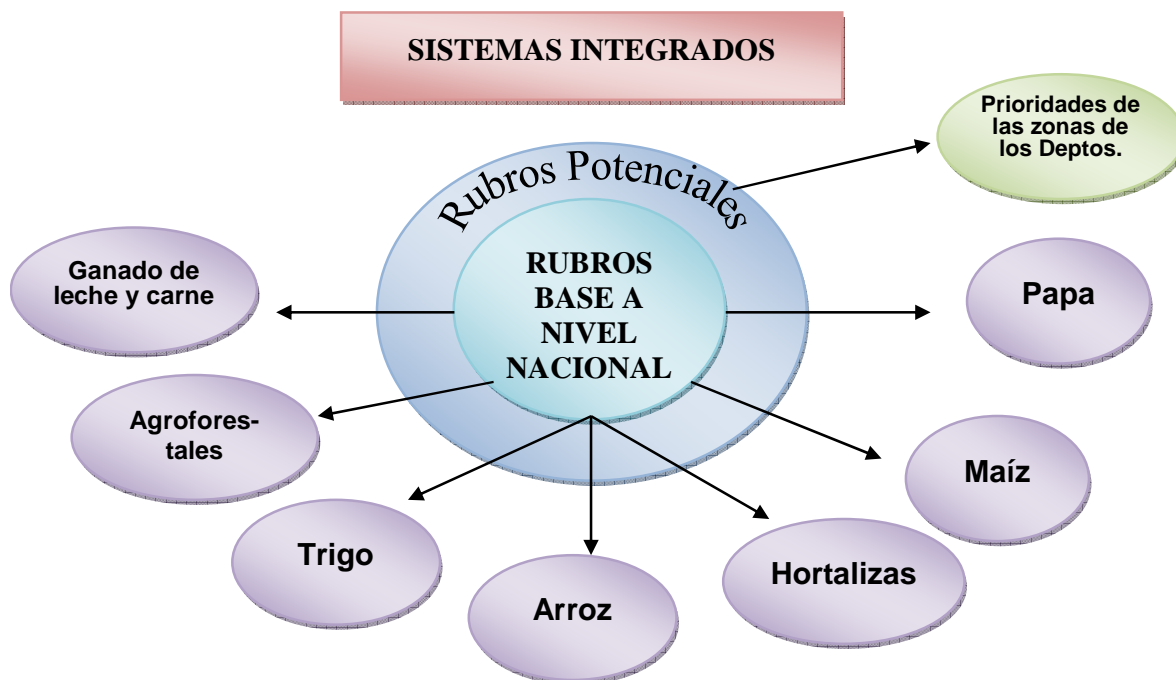 SISTEMAS INTEGRADOS
Prioridades de
las zonas de
los Deptos.
Rubros Potenciales
RUBROS
BASE A
NIVEL
NACIONAL
Ganado de
leche y carne
Papa
Agrofores-
tales
Maíz
Trigo
Hortalizas
Arroz